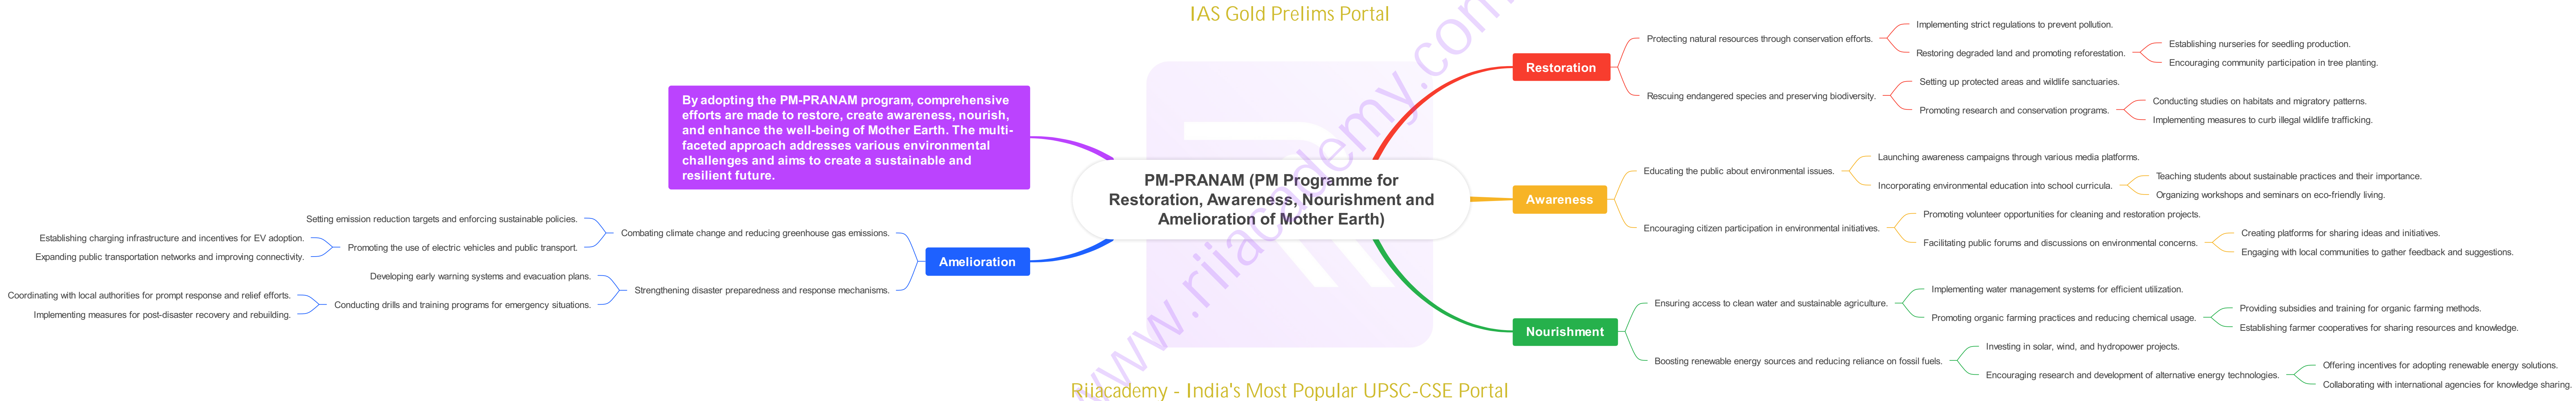 IAS Gold Prelims Portal
PM-PRANAM (PM Programme for
Restoration, Awareness, Nourishment and
Amelioration of Mother Earth)
Restoration
Protecting natural resources through conservation efforts.
Implementing strict regulations to prevent pollution.
Restoring degraded land and promoting reforestation.
Establishing nurseries for seedling production.
Encouraging community participation in tree planting.
Rescuing endangered species and preserving biodiversity.
Setting up protected areas and wildlife sanctuaries.
Promoting research and conservation programs.
Conducting studies on habitats and migratory patterns.
Implementing measures to curb illegal wildlife trafficking.
Awareness
Educating the public about environmental issues.
Launching awareness campaigns through various media platforms.
Incorporating environmental education into school curricula.
Teaching students about sustainable practices and their importance.
Organizing workshops and seminars on eco-friendly living.
Encouraging citizen participation in environmental initiatives.
Promoting volunteer opportunities for cleaning and restoration projects.
Facilitating public forums and discussions on environmental concerns.
Creating platforms for sharing ideas and initiatives.
Engaging with local communities to gather feedback and suggestions.
Nourishment
Ensuring access to clean water and sustainable agriculture.
Implementing water management systems for efficient utilization.
Promoting organic farming practices and reducing chemical usage.
Providing subsidies and training for organic farming methods.
Establishing farmer cooperatives for sharing resources and knowledge.
Boosting renewable energy sources and reducing reliance on fossil fuels.
Investing in solar, wind, and hydropower projects.
Encouraging research and development of alternative energy technologies.
Offering incentives for adopting renewable energy solutions.
Collaborating with international agencies for knowledge sharing.
Amelioration
Combating climate change and reducing greenhouse gas emissions.
Setting emission reduction targets and enforcing sustainable policies.
Promoting the use of electric vehicles and public transport.
Establishing charging infrastructure and incentives for EV adoption.
Expanding public transportation networks and improving connectivity.
Strengthening disaster preparedness and response mechanisms.
Developing early warning systems and evacuation plans.
Conducting drills and training programs for emergency situations.
Coordinating with local authorities for prompt response and relief efforts.
Implementing measures for post-disaster recovery and rebuilding.
By adopting the PM-PRANAM program, comprehensive
efforts are made to restore, create awareness, nourish,
and enhance the well-being of Mother Earth. The multi-
faceted approach addresses various environmental
challenges and aims to create a sustainable and
resilient future.
www.riiacademy.com
Rijacademy - India's Most Popular UPSC-CSE Portal